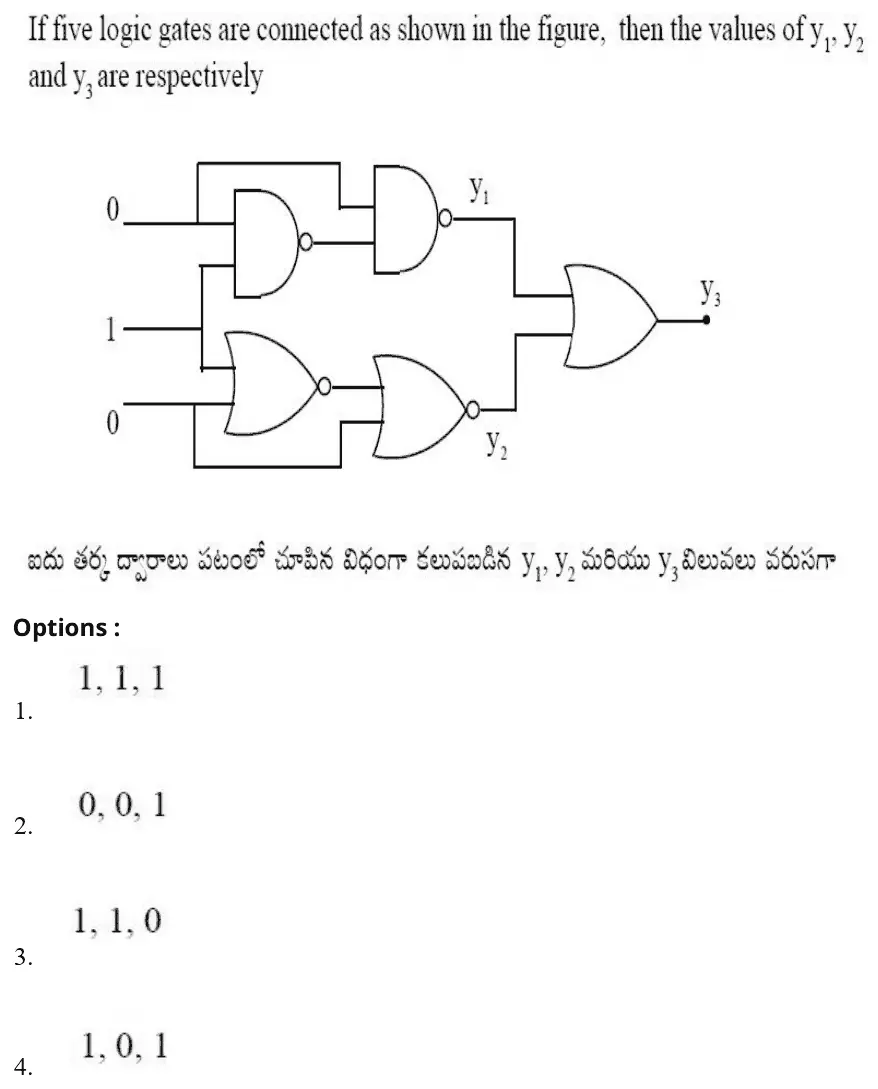 If five logic gates are connected as shown in the figure, then the values of y₁, y₂
and y₃ are respectively
0
y₁
y₃
1
0
y₂
ఐదు తర్క ద్వారాలు పటంలో చూపిన విధంగా కలుపబడిన y₁, y₂ మరియు y₃ విలువలు వరుసగా
Options :
1. 1, 1, 1
2. 0, 0, 1
3. 1, 1, 0
4. 1, 0, 1